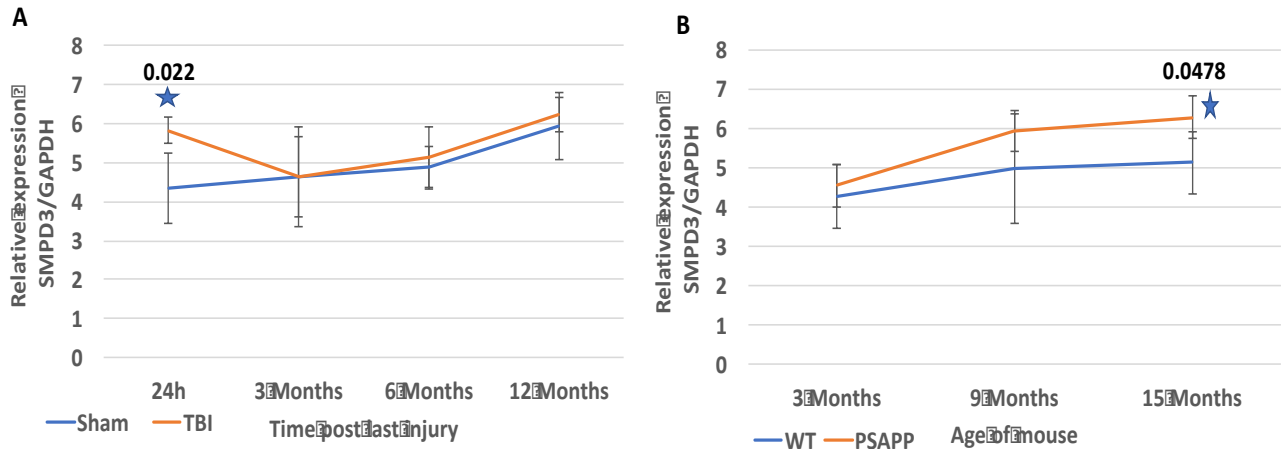 A
8
7
6
5
4
3
2
1
0
Relative expression
SMPD3/GAPDH
0.022
24h
3 Months
6 Months
12 Months
Sham
TBI
Time post last injury
B
8
7
6
5
4
3
2
1
0
Relative expression
SMPD3/GAPDH
0.0478
3 Months
9 Months
15 Months
WT
PSAPP
Age of mouse